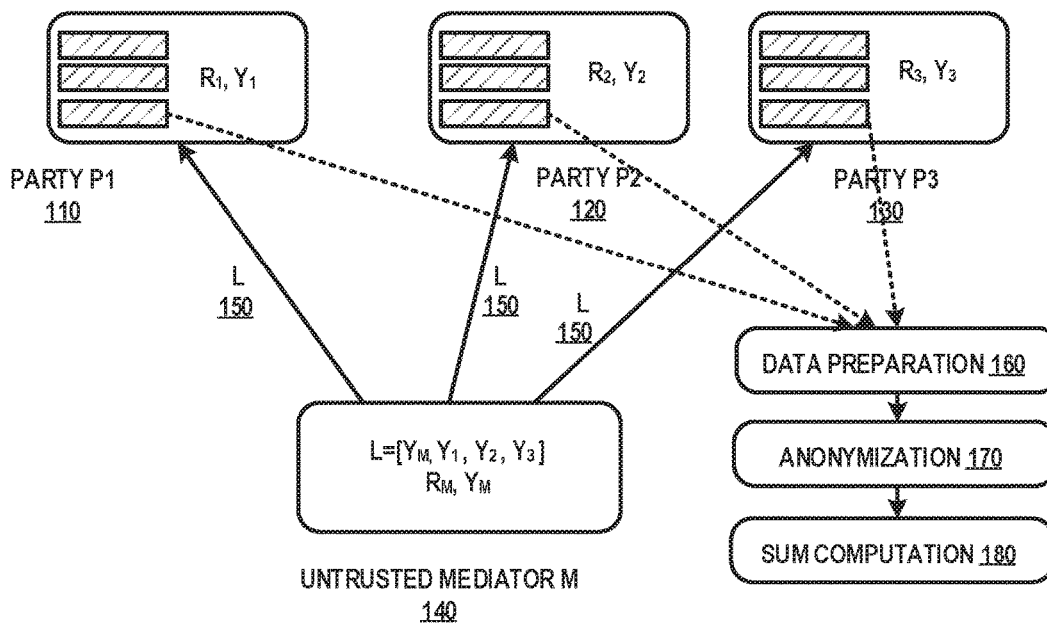 R₁, Y₁
R₂, Y₂
R₃, Y₃
PARTY P1
110
PARTY P2
120
PARTY P3
130
L
150
L
150
L
150
DATA PREPARATION 160
L=[Yₘ, Y₁ , Y₂ , Y₃ ]
Rₘ, Yₘ
ANONYMIZATION 170
SUM COMPUTATION 180
UNTRUSTED MEDIATOR M
140